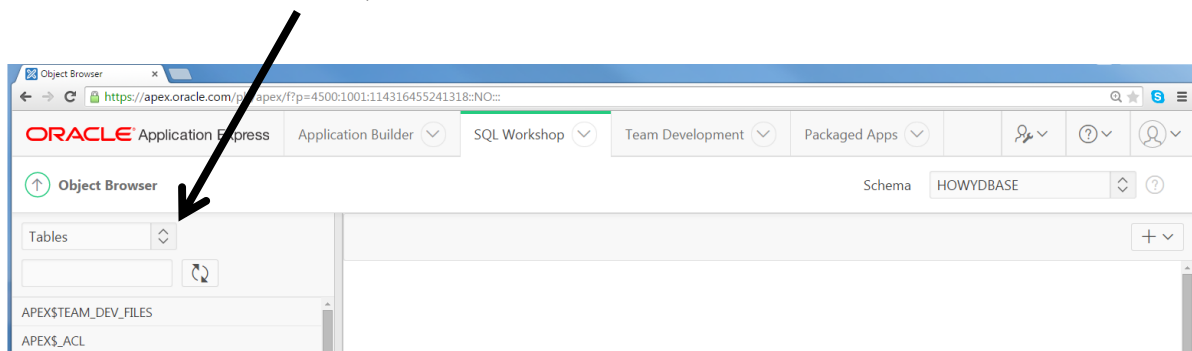 Object Browser
https://apex.oracle.com/pl/apex/f?p=4500:1001:114316455241318::NO:::
ORACLE Application Express Application Builder SQL Workshop Team Development Packaged Apps
Object Browser Schema HOWYDBASE
Tables
APEX$TEAM_DEV_FILES
APEX$_ACL